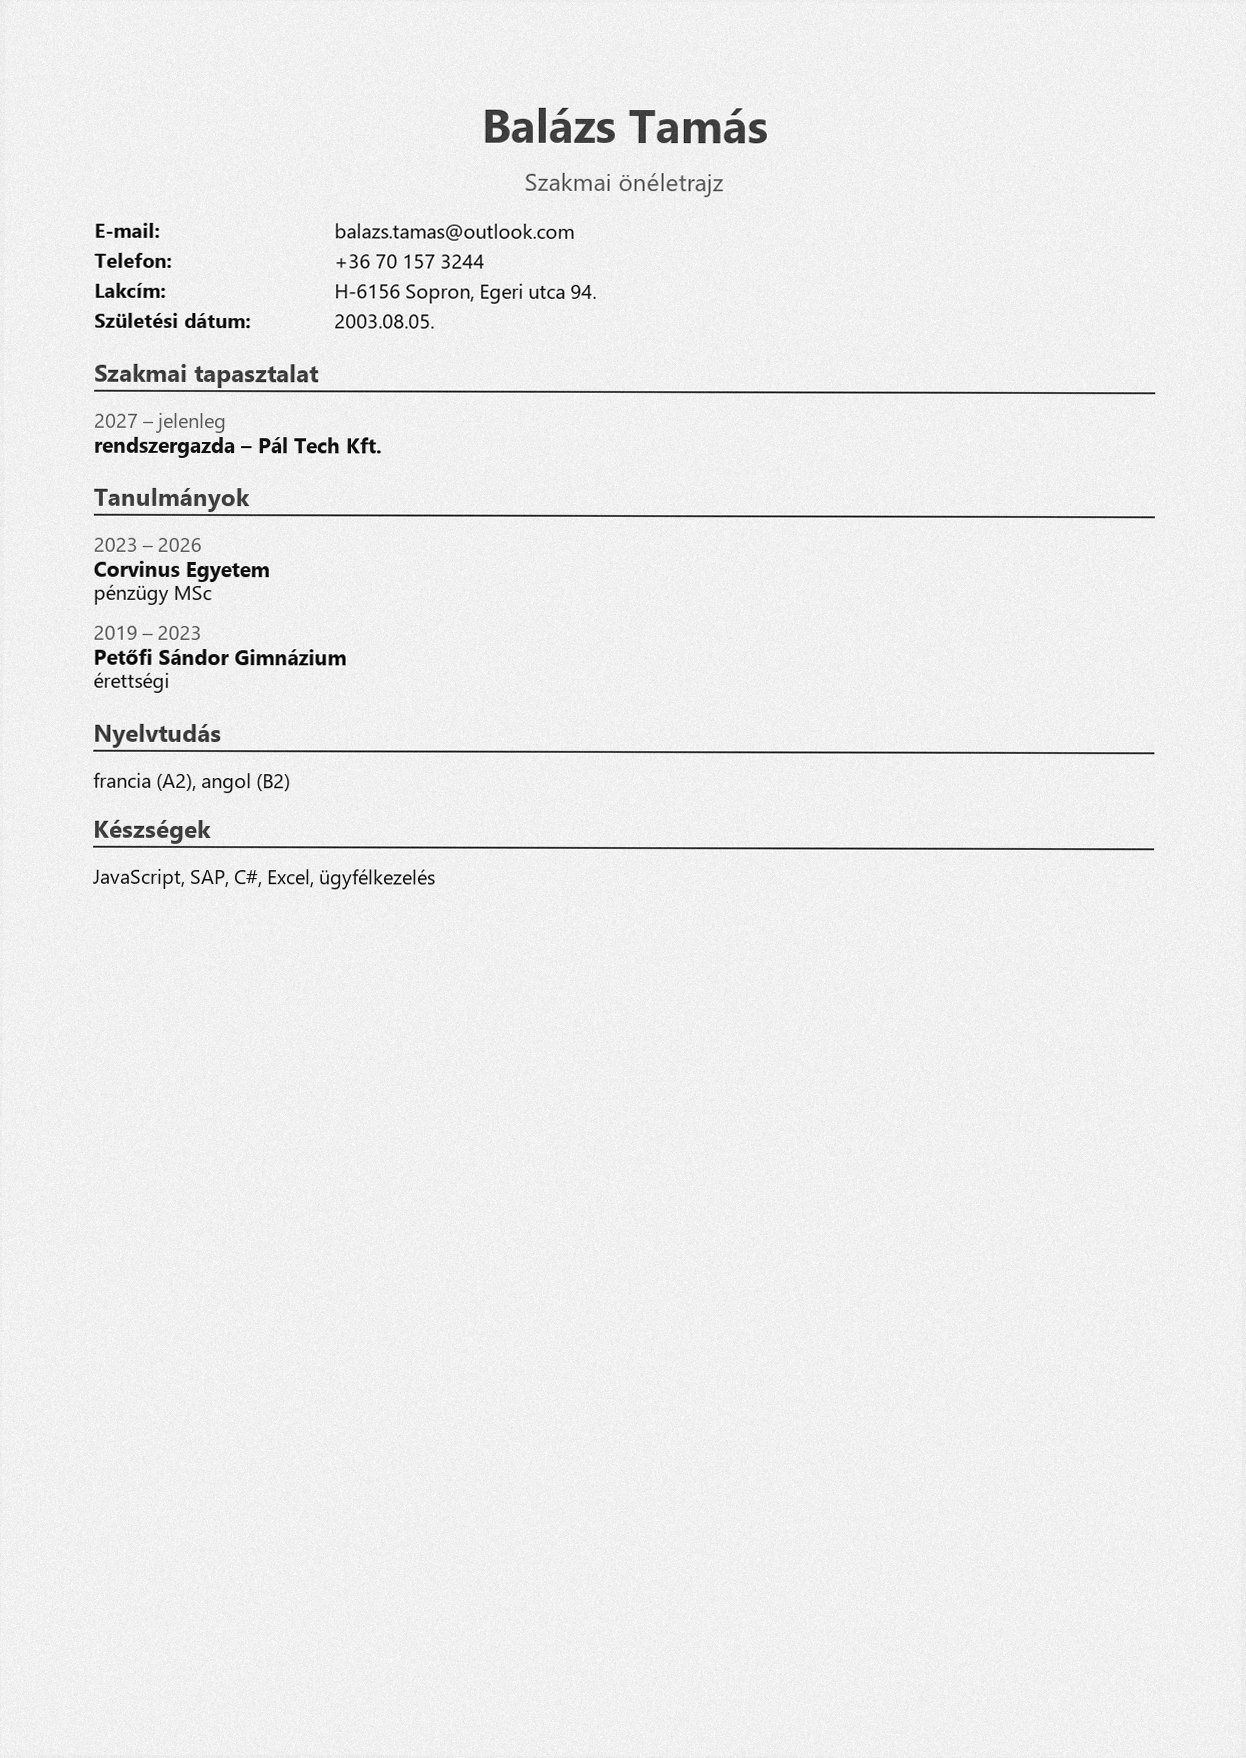 Balázs Tamás
Szakmai önéletrajz
E-mail: balazs.tamas@outlook.com
Telefon: +36 70 157 3244
Lakcím: H-6156 Sopron, Egeri utca 94.
Születési dátum: 2003.08.05.
Szakmai tapasztalat
2027 – jelenleg
rendszergazda – Pál Tech Kft.
Tanulmányok
2023 – 2026
Corvinus Egyetem
pénzügy MSc
2019 – 2023
Petőfi Sándor Gimnázium
érettségi
Nyelvtudás
francia (A2), angol (B2)
Készségek
JavaScript, SAP, C#, Excel, ügyfélkezelés